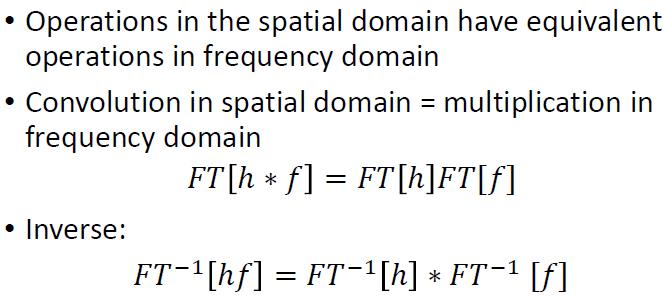 • Operations in the spatial domain have equivalent
operations in frequency domain
• Convolution in spatial domain = multiplication in
frequency domain
𝐹𝑇[ℎ ∗ 𝑓] = 𝐹𝑇[ℎ]𝐹𝑇[𝑓]
• Inverse:
𝐹𝑇⁻¹[ℎ𝑓] = 𝐹𝑇⁻¹[ℎ] ∗ 𝐹𝑇⁻¹ [𝑓]